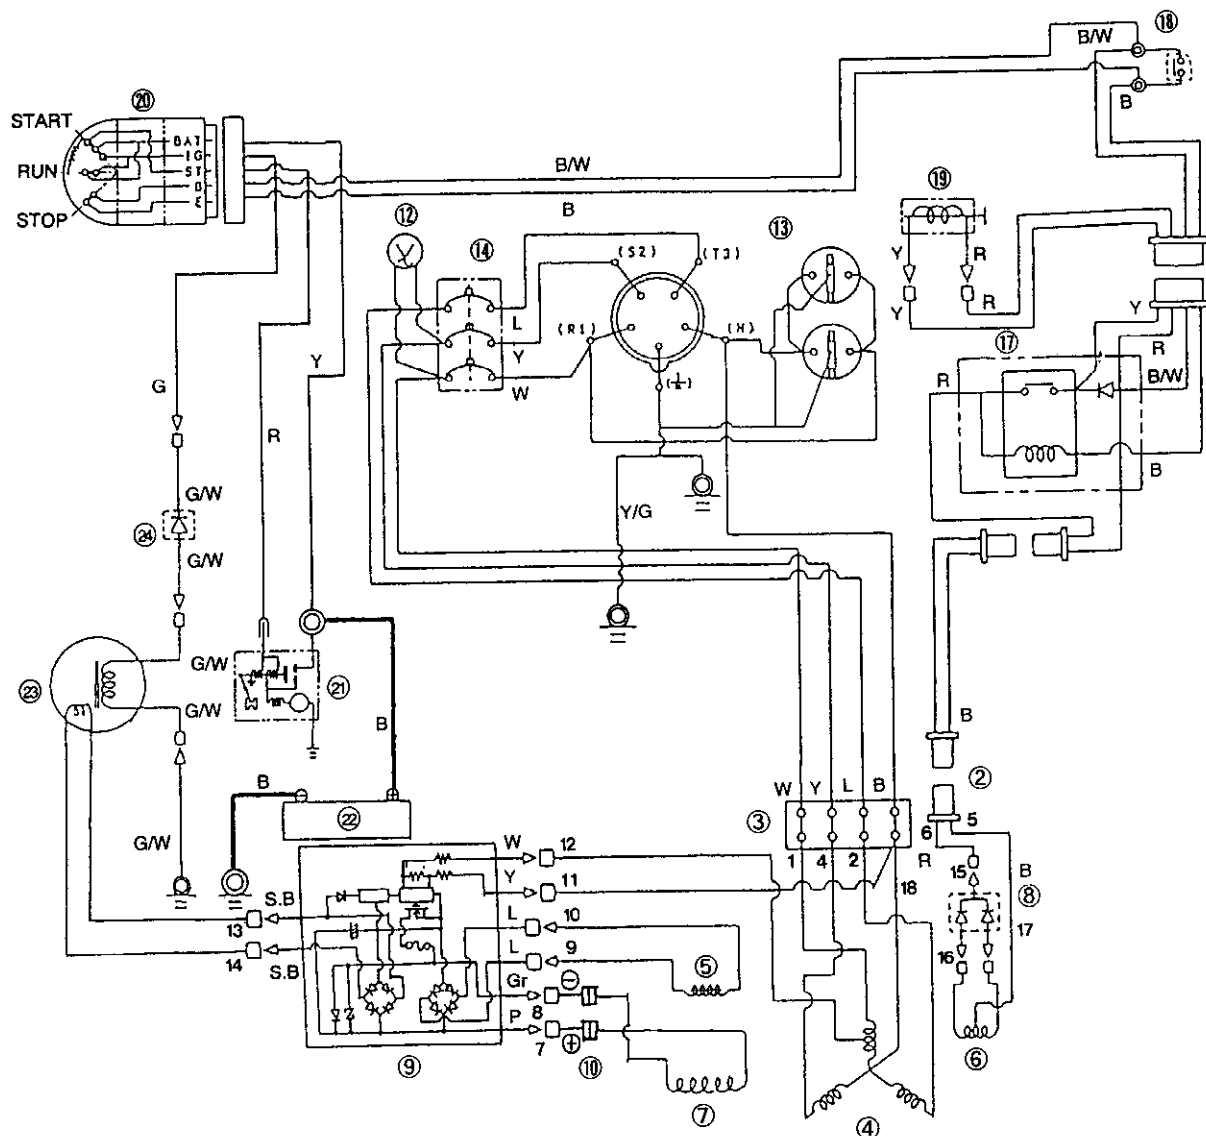 ⑱
B/W
⑳
START
BAT
IG
ST
RUN
B/W
B
⑲
D
E
STOP
B
⑫
⑭
⑬
(S2)
(T3)
Y
R
Y
R
Y
⑰
R
L
(R1)
(H)
Y
W
B/W
R
G
R
Y
B
G/W
Y/G
㉔
G/W
G/W
㉓
㉑
G/W
B
B
B
㉒
②
W Y L B
③
6 5
G/W
1 4 2
R
15
W 12
18
B
⑧
Y
11
S.B
13
L 10
17
L 9
16
⑤
14
S.B
Gr
⊖
8
P
⊕
7
⑩
⑥
⑨
⑦
④